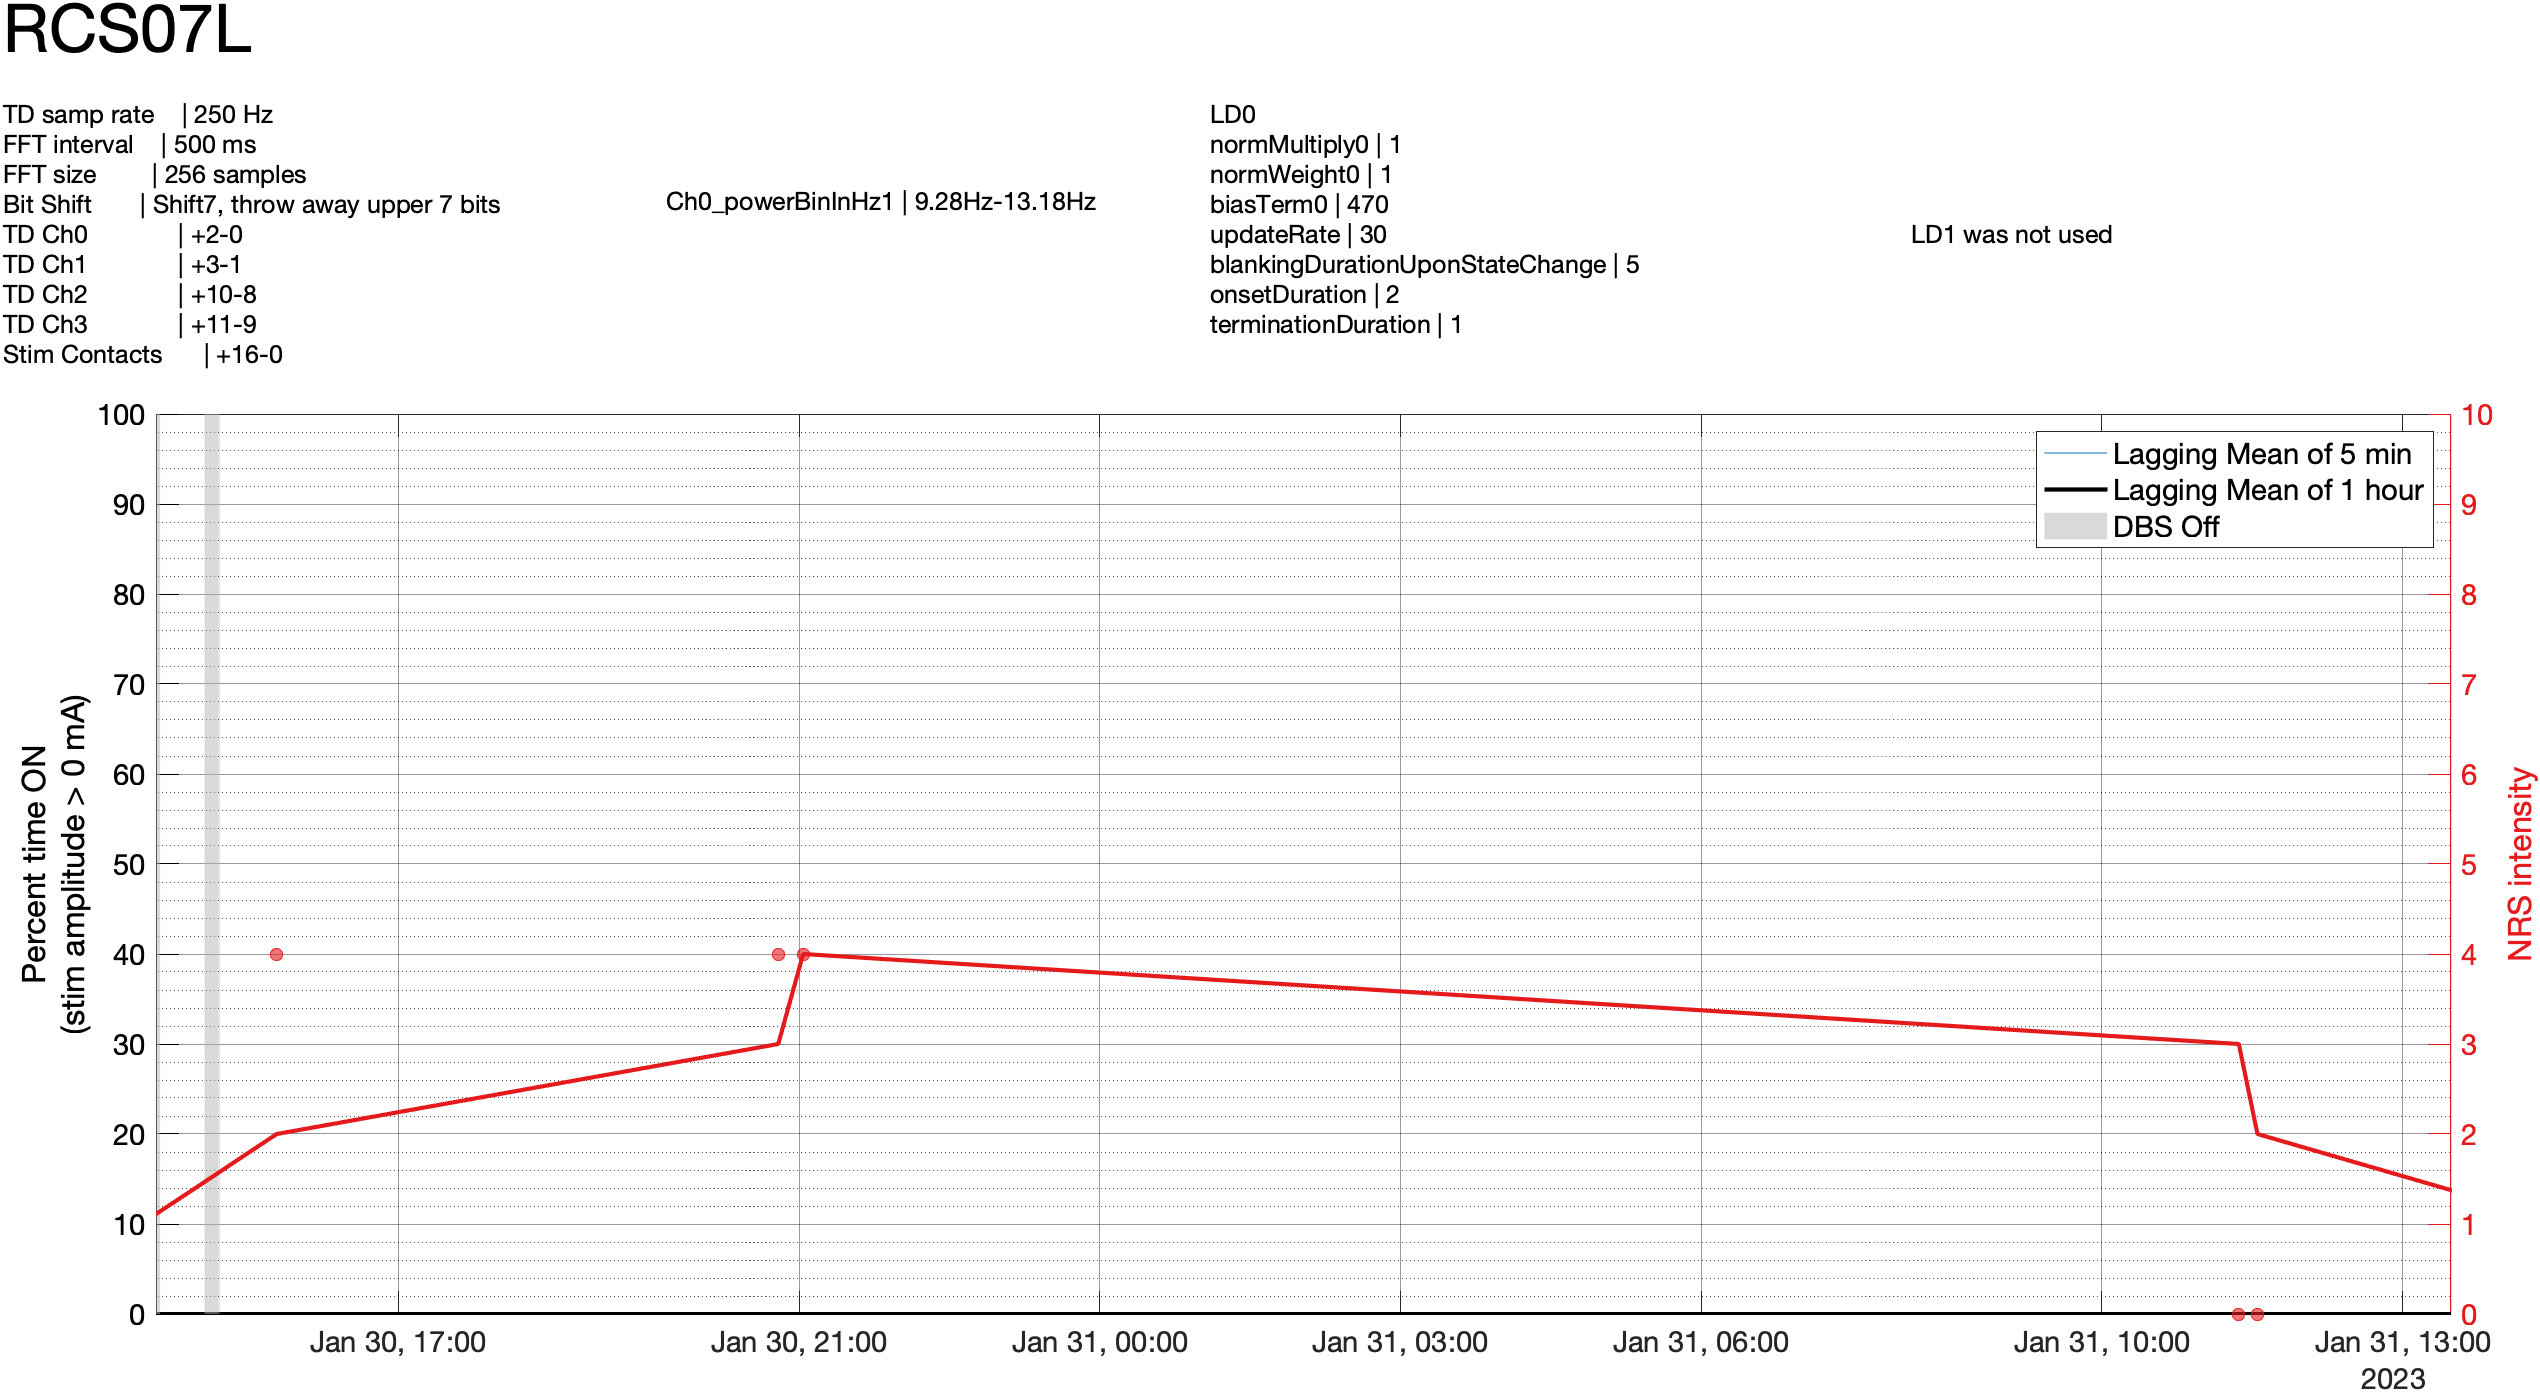 RCS07L
TD samp rate | 250 Hz
FFT interval | 500 ms
FFT size | 256 samples
Bit Shift | Shift7, throw away upper 7 bits
TD Ch0 | +2-0
TD Ch1 | +3-1
TD Ch2 | +10-8
TD Ch3 | +11-9
Stim Contacts | +16-0
Ch0_powerBinInHz1 | 9.28Hz-13.18Hz
LD0
normMultiply0 | 1
normWeight0 | 1
biasTerm0 | 470
updateRate | 30
blankingDurationUponStateChange | 5
onsetDuration | 2
terminationDuration | 1
LD1 was not used
Percent time ON
(stim amplitude > 0 mA)
100
90
80
70
60
50
40
30
20
10
0
Lagging Mean of 5 min
Lagging Mean of 1 hour
DBS Off
10
9
8
7
6
5
4
3
2
1
0
NRS intensity
Jan 30, 17:00
Jan 30, 21:00
Jan 31, 00:00
Jan 31, 03:00
Jan 31, 06:00
Jan 31, 10:00
Jan 31, 13:00
2023